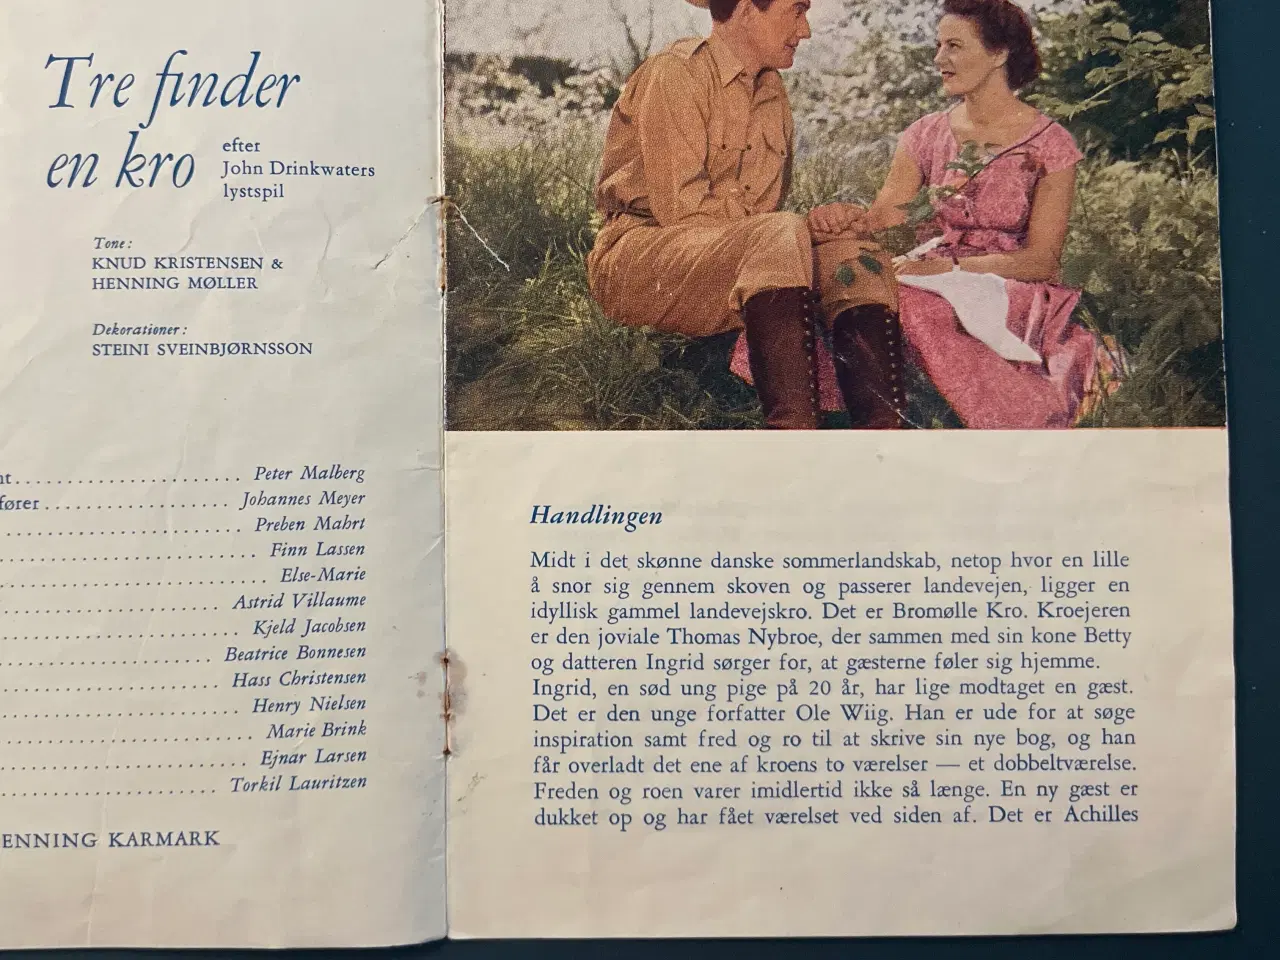 Tre finder
en kro
efter
John Drinkwaters
lystspil
Tone:
KNUD KRISTENSEN &
HENNING MØLLER
Dekorationer:
STEINI SVEINBJØRNSSON
Peter Malberg
Johannes Meyer
Preben Mahrt
Finn Lassen
Else-Marie
Astrid Villaume
Kjeld Jacobsen
Beatrice Bonnesen
Hass Christensen
Henry Nielsen
Marie Brink
Ejnar Larsen
Torkil Lauritzen
KARMARK
Handlingen
Midt i det skønne danske sommerlandskab, netop hvor en lille
å snor sig gennem skoven og passerer landevejen, ligger en
idyllisk gammel landevejskro. Det er Bromølle Kro. Kroejeren
er den joviale Thomas Nybroe, der sammen med sin kone Betty
og datteren Ingrid sørger for, at gæsterne føler sig hjemme.
Ingrid, en sød ung pige på 20 år, har lige modtaget en gæst.
Det er den unge forfatter Ole Wiig. Han er ude for at søge
inspiration samt fred og ro til at skrive sin nye bog, og han
får overladt det ene af kroens to værelser — et dobbeltværelse.
Freden og roen varer imidlertid ikke så længe. En ny gæst er
dukket op og har fået værelset ved siden af. Det er Achilles